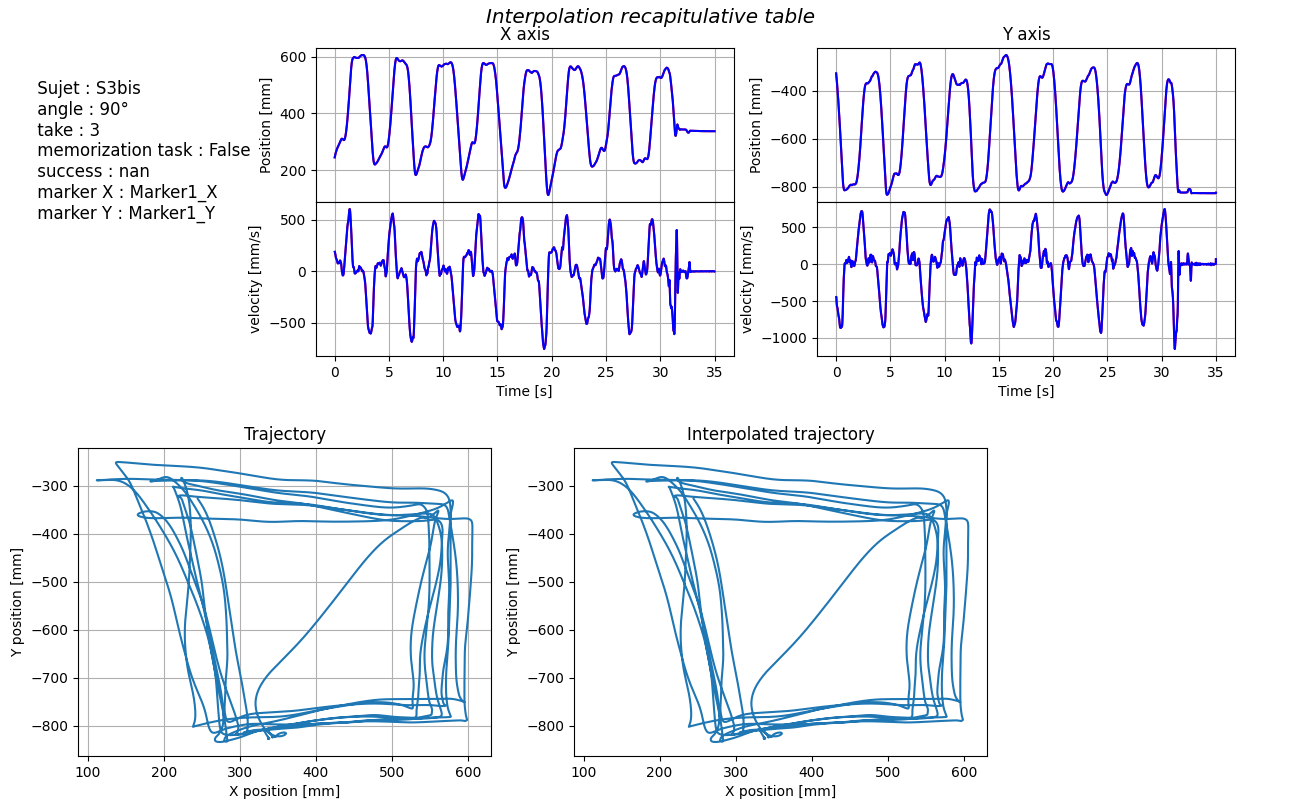 Interpolation recapitulative table
X axis
Y axis
Sujet : S3bis
angle : 90°
take : 3
memorization task : False
success : nan
marker X : Marker1_X
marker Y : Marker1_Y
Position [mm]
600
400
200
velocity [mm/s]
500
0
−500
0 5 10 15 20 25 30 35
Time [s]
Position [mm]
−400
−600
−800
velocity [mm/s]
500
0
−500
−1000
0 5 10 15 20 25 30 35
Time [s]
Trajectory
Y position [mm]
−300
−400
−500
−600
−700
−800
100 200 300 400 500 600
X position [mm]
Interpolated trajectory
Y position [mm]
−300
−400
−500
−600
−700
−800
100 200 300 400 500 600
X position [mm]